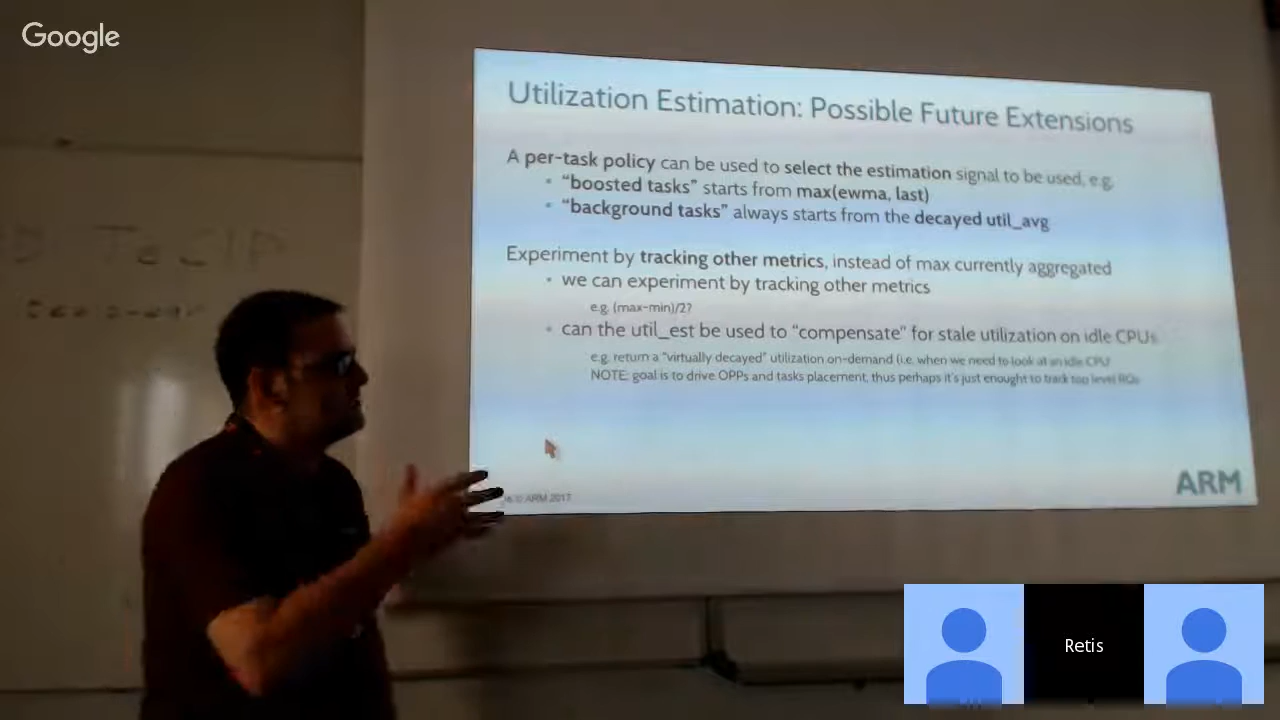 Google
Utilization Estimation: Possible Future Extensions
A per-task policy can be used to select the estimation signal to be used, e.g.
• "boosted tasks" starts from max(ewma, last)
• "background tasks" always starts from the decayed util_avg
Experiment by tracking other metrics, instead of max currently aggregated
• we can experiment by tracking other metrics
e.g. (max-min)/2?
• can the util_est be used to "compensate" for stale utilization on idle CPUs
e.g. return a "virtually decayed" utilization on-demand (i.e. when we need to look at an idle CPU
NOTE: goal is to drive OPPs and tasks placement, thus perhaps it's just enought to track top level RQs
© ARM 2017
ARM
TeCIP
Retis